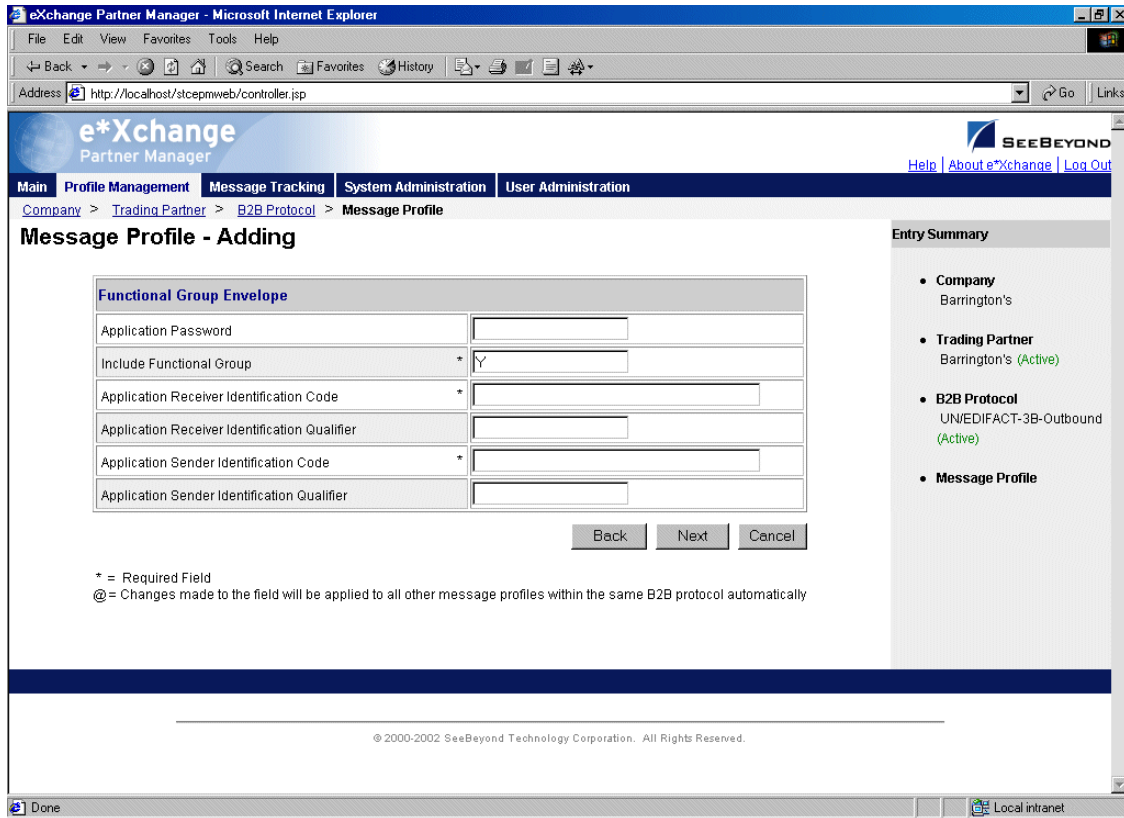 eXchange Partner Manager - Microsoft Internet Explorer
File Edit View Favorites Tools Help
Back Search Favorites History
Address http://localhost/stcepmweb/controller.jsp Go Links
e*Xchange
Partner Manager
SEEBEYOND
Help | About e*Xchange | Log Out
Main Profile Management Message Tracking System Administration User Administration
Company > Trading Partner > B2B Protocol > Message Profile
Message Profile - Adding
Functional Group Envelope
Application Password
Include Functional Group * Y
Application Receiver Identification Code *
Application Receiver Identification Qualifier
Application Sender Identification Code *
Application Sender Identification Qualifier
Back Next Cancel
* = Required Field
@ = Changes made to the field will be applied to all other message profiles within the same B2B protocol automatically
Entry Summary
• Company
Barrington's
• Trading Partner
Barrington's (Active)
• B2B Protocol
UN/EDIFACT-3B-Outbound
(Active)
• Message Profile
© 2000-2002 SeeBeyond Technology Corporation. All Rights Reserved.
Done Local intranet